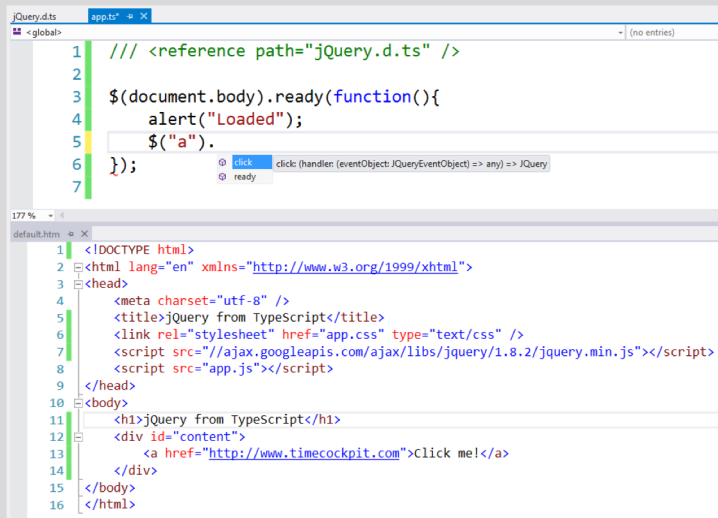 jQuery.d.ts app.ts*
<global> (no entries)
1 /// <reference path="jQuery.d.ts" />
2
3 $(document.body).ready(function(){
4 alert("Loaded");
5 $("a").
click click: (handler: (eventObject: JQueryEventObject) => any) => JQuery
6 });
ready
7
177 %
default.htm
1 <!DOCTYPE html>
2 <html lang="en" xmlns="http://www.w3.org/1999/xhtml">
3 <head>
4 <meta charset="utf-8" />
5 <title>jQuery from TypeScript</title>
6 <link rel="stylesheet" href="app.css" type="text/css" />
7 <script src="//ajax.googleapis.com/ajax/libs/jquery/1.8.2/jquery.min.js"></script>
8 <script src="app.js"></script>
9 </head>
10 <body>
11 <h1>jQuery from TypeScript</h1>
12 <div id="content">
13 <a href="http://www.timecockpit.com">Click me!</a>
14 </div>
15 </body>
16 </html>